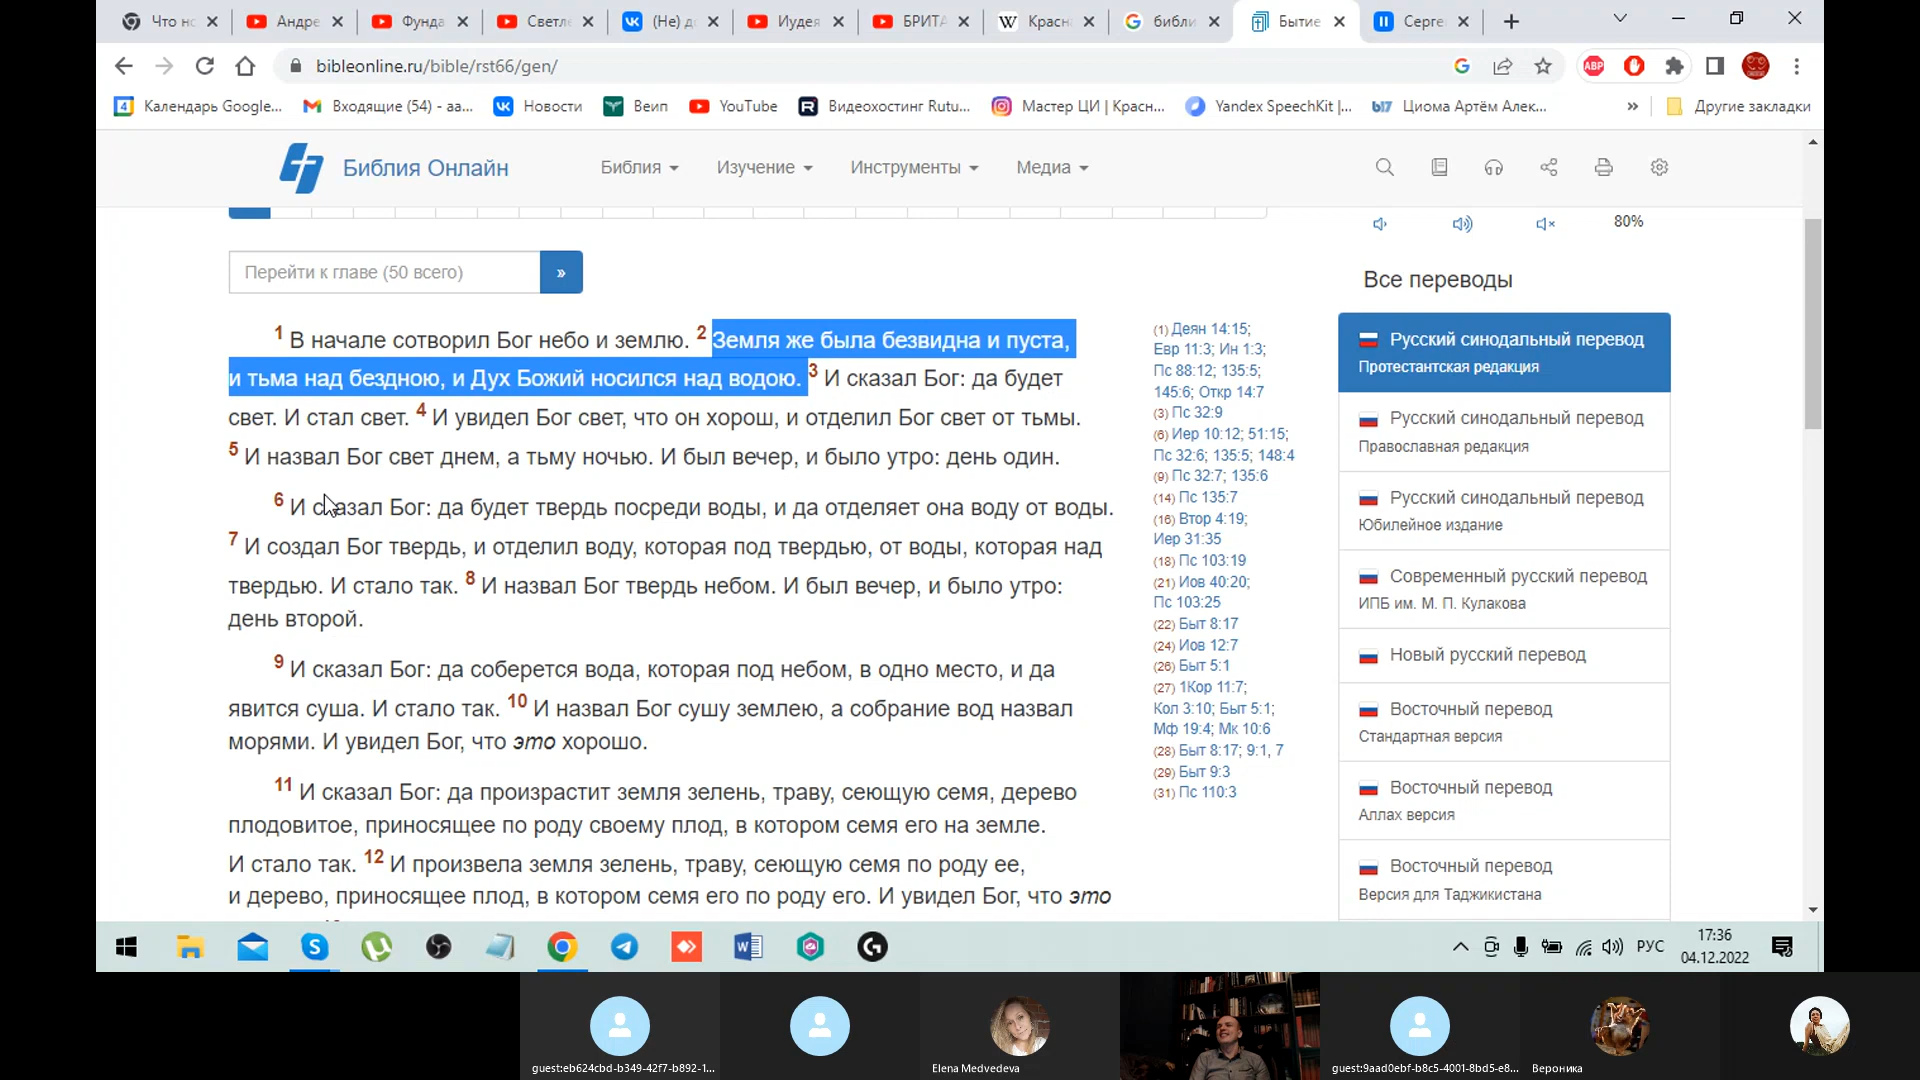 Что нс
Андре
Фунда
Светле
(Не) д
Иудея
БРИТА
Красн
библи
Бытие
Серге
bibleonline.ru/bible/rst66/gen/
Календарь Google...
Входящие (54) - aa...
Новости
Веип
YouTube
Видеохостинг Rutu...
Мастер ЦИ | Красн...
Yandex SpeechKit |...
Циома Артём Алек...
»
Другие закладки
Библия Онлайн
Библия
Изучение
Инструменты
Медиа
80%
Перейти к главе (50 всего)
»
Все переводы
1 В начале сотворил Бог небо и землю. 2 Земля же была безвидна и пуста,
и тьма над бездною, и Дух Божий носился над водою. 3 И сказал Бог: да будет
свет. И стал свет. 4 И увидел Бог свет, что он хорош, и отделил Бог свет от тьмы.
5 И назвал Бог свет днем, а тьму ночью. И был вечер, и было утро: день один.
6 И сказал Бог: да будет твердь посреди воды, и да отделяет она воду от воды.
7 И создал Бог твердь, и отделил воду, которая под твердью, от воды, которая над
твердью. И стало так. 8 И назвал Бог твердь небом. И был вечер, и было утро:
день второй.
9 И сказал Бог: да соберется вода, которая под небом, в одно место, и да
явится суша. И стало так. 10 И назвал Бог сушу землею, а собрание вод назвал
морями. И увидел Бог, что это хорошо.
11 И сказал Бог: да произрастит земля зелень, траву, сеющую семя, дерево
плодовитое, приносящее по роду своему плод, в котором семя его на земле.
И стало так. 12 И произвела земля зелень, траву, сеющую семя по роду ее,
и дерево, приносящее плод, в котором семя его по роду его. И увидел Бог, что это
(1) Деян 14:15;
Евр 11:3; Ин 1:3;
Пс 88:12; 135:5;
145:6; Откр 14:7
(3) Пс 32:9
(6) Иер 10:12; 51:15;
Пс 32:6; 135:5; 148:4
(9) Пс 32:7; 135:6
(14) Пс 135:7
(16) Втор 4:19;
Иер 31:35
(18) Пс 103:19
(21) Иов 40:20;
Пс 103:25
(22) Быт 8:17
(24) Иов 12:7
(26) Быт 5:1
(27) 1Кор 11:7;
Кол 3:10; Быт 5:1;
Мф 19:4; Мк 10:6
(28) Быт 8:17; 9:1, 7
(29) Быт 9:3
(31) Пс 110:3
Русский синодальный перевод
Протестантская редакция
Русский синодальный перевод
Православная редакция
Русский синодальный перевод
Юбилейное издание
Современный русский перевод
ИПБ им. М. П. Кулакова
Новый русский перевод
Восточный перевод
Стандартная версия
Восточный перевод
Аллах версия
Восточный перевод
Версия для Таджикистана
РУС
17:36
04.12.2022
guest:eb624cbd-b349-42f7-b892-1...
Elena Medvedeva
guest:9aad0ebf-b8c5-4001-8bd5-e8...
Вероника